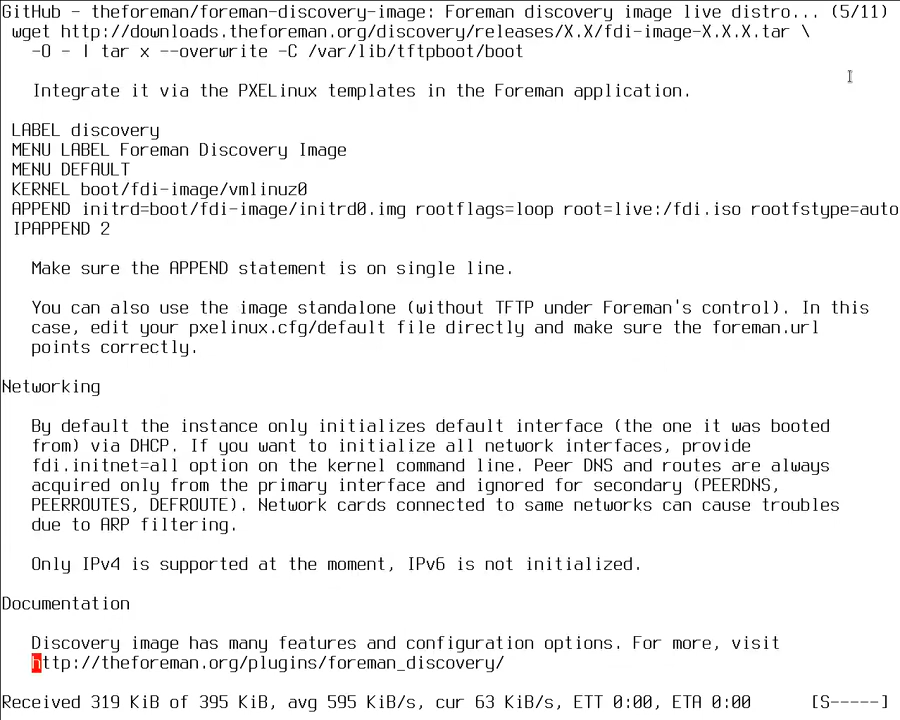 GitHub - theforeman/foreman-discovery-image: Foreman discovery image live distro... (5/11)
wget http://downloads.theforeman.org/discovery/releases/X.X/fdi-image-X.X.X.tar \
-O - | tar x --overwrite -C /var/lib/tftpboot/boot
Integrate it via the PXELinux templates in the Foreman application.
LABEL discovery
MENU LABEL Foreman Discovery Image
MENU DEFAULT
KERNEL boot/fdi-image/vmlinuz0
APPEND initrd=boot/fdi-image/initrd0.img rootflags=loop root=live:/fdi.iso rootfstype=auto
IPAPPEND 2
Make sure the APPEND statement is on single line.
You can also use the image standalone (without TFTP under Foreman's control). In this
case, edit your pxelinux.cfg/default file directly and make sure the foreman.url
points correctly.
Networking
By default the instance only initializes default interface (the one it was booted
from) via DHCP. If you want to initialize all network interfaces, provide
fdi.initnet=all option on the kernel command line. Peer DNS and routes are always
acquired only from the primary interface and ignored for secondary (PEERDNS,
PEERROUTES, DEFROUTE). Network cards connected to same networks can cause troubles
due to ARP filtering.
Only IPv4 is supported at the moment, IPv6 is not initialized.
Documentation
Discovery image has many features and configuration options. For more, visit
http://theforeman.org/plugins/foreman_discovery/
Received 319 KiB of 395 KiB, avg 595 KiB/s, cur 63 KiB/s, ETT 0:00, ETA 0:00 [S-----]